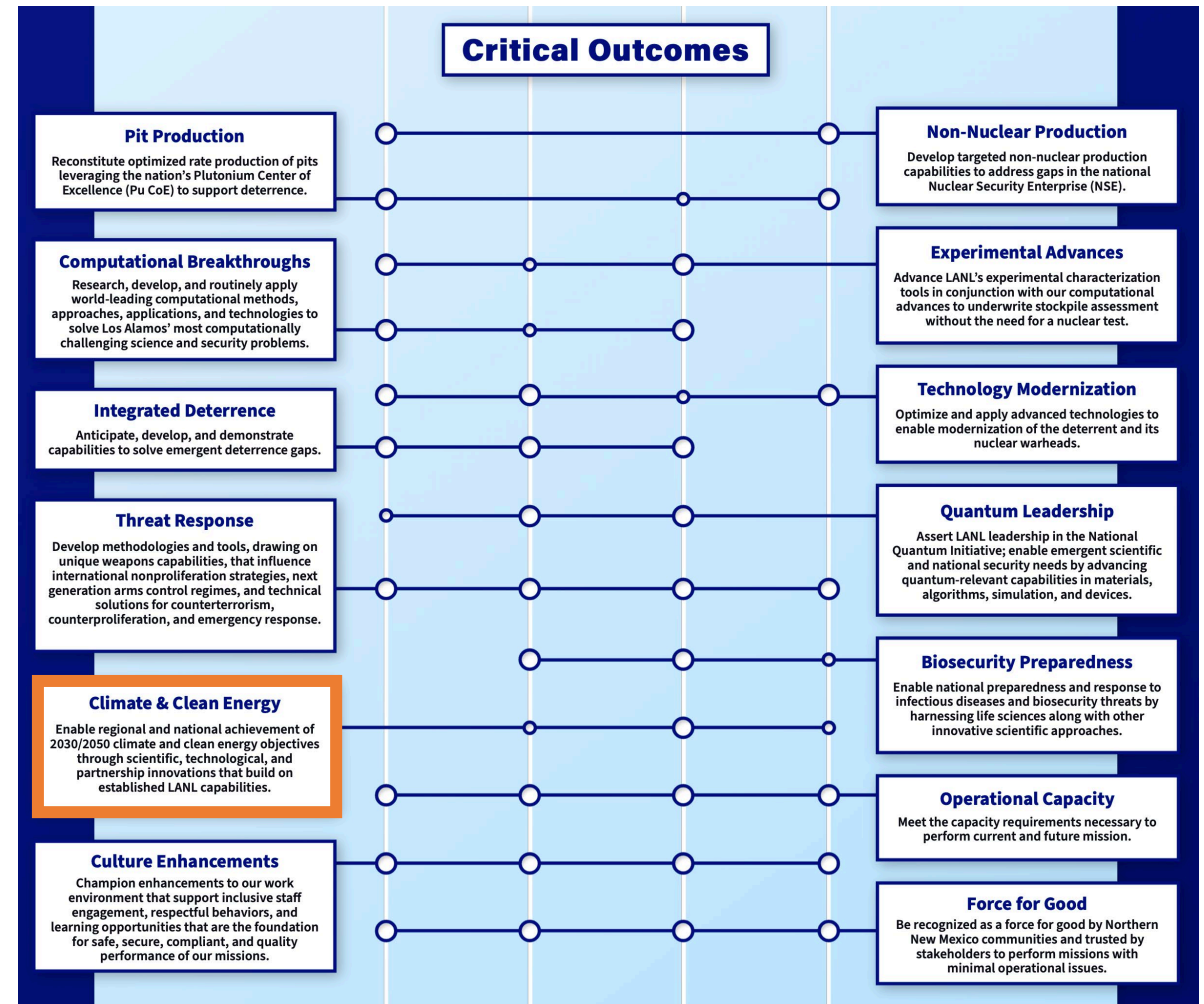 Critical Outcomes
Pit Production
Reconstitute optimized rate production of pits
leveraging the nation’s Plutonium Center of
Excellence (Pu CoE) to support deterrence.
Non-Nuclear Production
Develop targeted non-nuclear production
capabilities to address gaps in the national
Nuclear Security Enterprise (NSE).
Computational Breakthroughs
Research, develop, and routinely apply
world-leading computational methods,
approaches, applications, and technologies to
solve Los Alamos’ most computationally
challenging science and security problems.
Experimental Advances
Advance LANL’s experimental characterization
tools in conjunction with our computational
advances to underwrite stockpile assessment
without the need for a nuclear test.
Integrated Deterrence
Anticipate, develop, and demonstrate
capabilities to solve emergent deterrence gaps.
Technology Modernization
Optimize and apply advanced technologies to
enable modernization of the deterrent and its
nuclear warheads.
Threat Response
Develop methodologies and tools, drawing on
unique weapons capabilities, that influence
international nonproliferation strategies, next
generation arms control regimes, and technical
solutions for counterterrorism,
counterproliferation, and emergency response.
Quantum Leadership
Assert LANL leadership in the National
Quantum Initiative; enable emergent scientific
and national security needs by advancing
quantum-relevant capabilities in materials,
algorithms, simulation, and devices.
Climate & Clean Energy
Enable regional and national achievement of
2030/2050 climate and clean energy objectives
through scientific, technological, and
partnership innovations that build on
established LANL capabilities.
Biosecurity Preparedness
Enable national preparedness and response to
infectious diseases and biosecurity threats by
harnessing life sciences along with other
innovative scientific approaches.
Operational Capacity
Meet the capacity requirements necessary to
perform current and future mission.
Culture Enhancements
Champion enhancements to our work
environment that support inclusive staff
engagement, respectful behaviors, and
learning opportunities that are the foundation
for safe, secure, compliant, and quality
performance of our missions.
Force for Good
Be recognized as a force for good by Northern
New Mexico communities and trusted by
stakeholders to perform missions with
minimal operational issues.